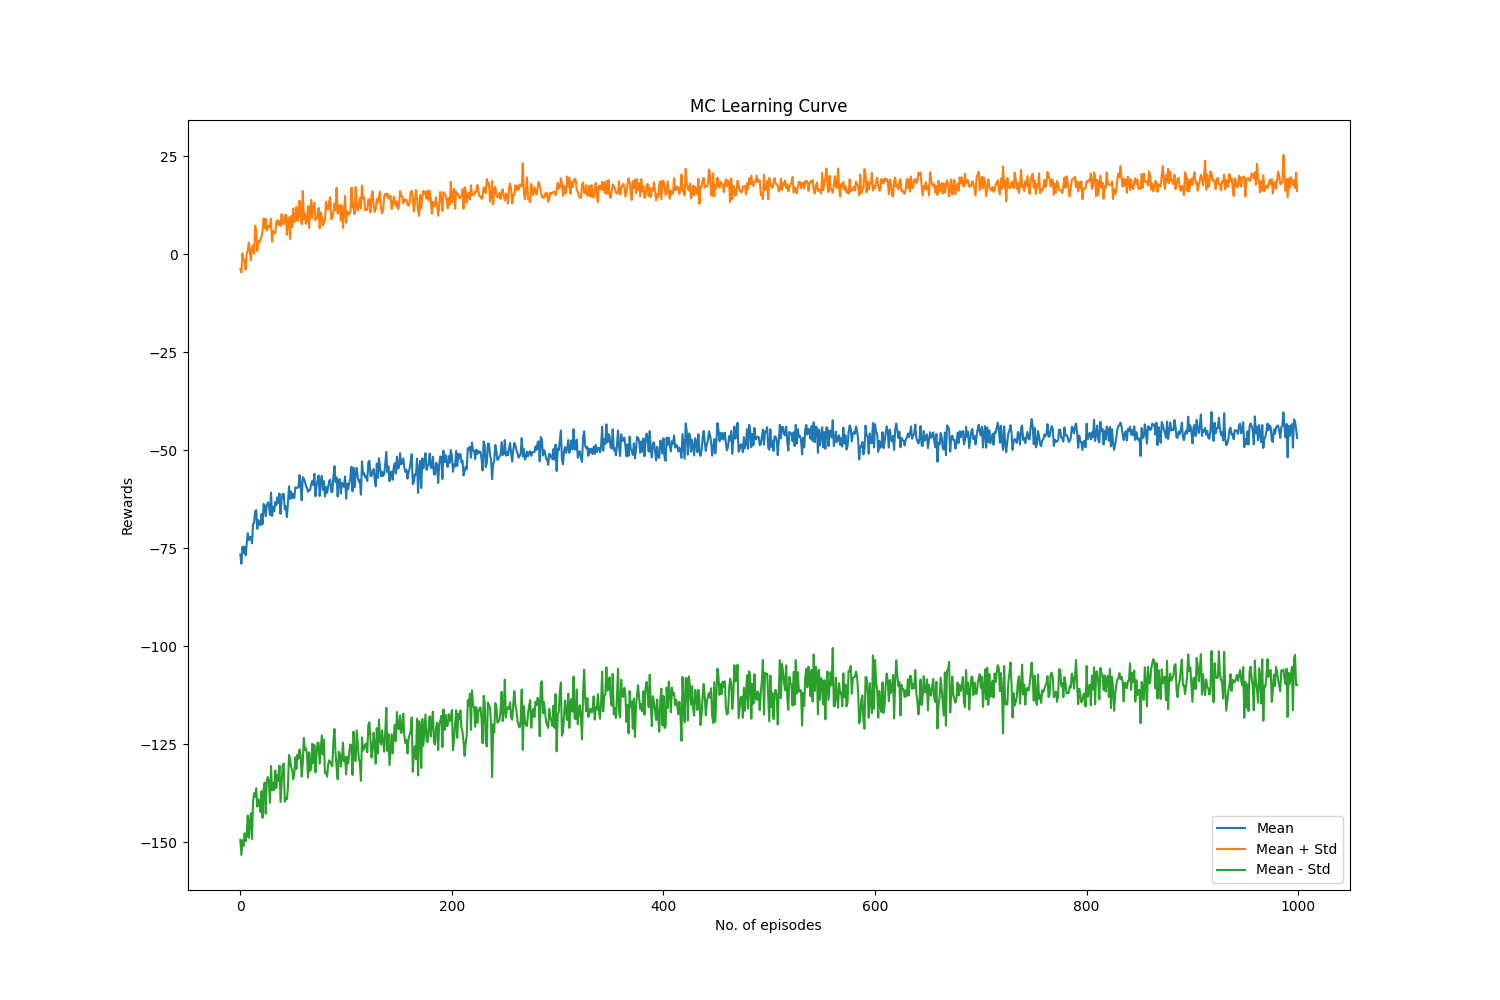 MC Learning Curve
25
0
−25
−50
−75
−100
−125
−150
Rewards
0 200 400 600 800 1000
No. of episodes
Mean
Mean + Std
Mean - Std